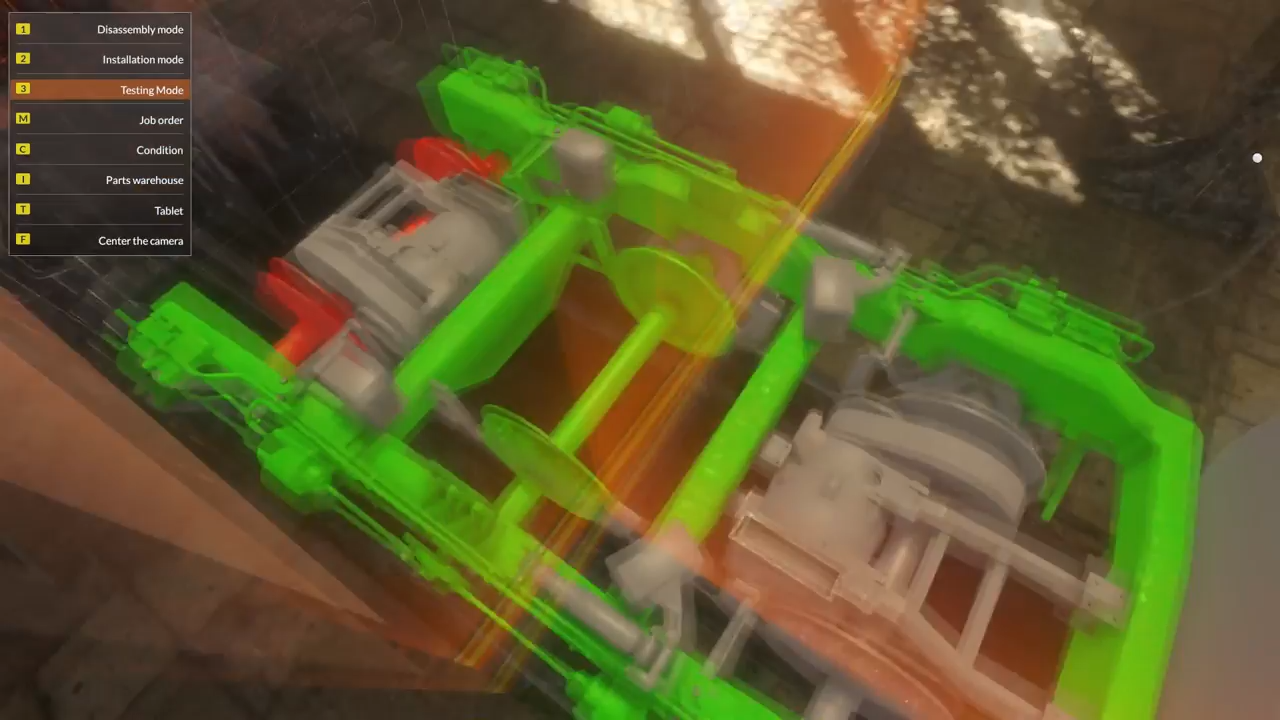 1 Disassembly mode
2 Installation mode
3 Testing Mode
M Job order
C Condition
I Parts warehouse
T Tablet
F Center the camera